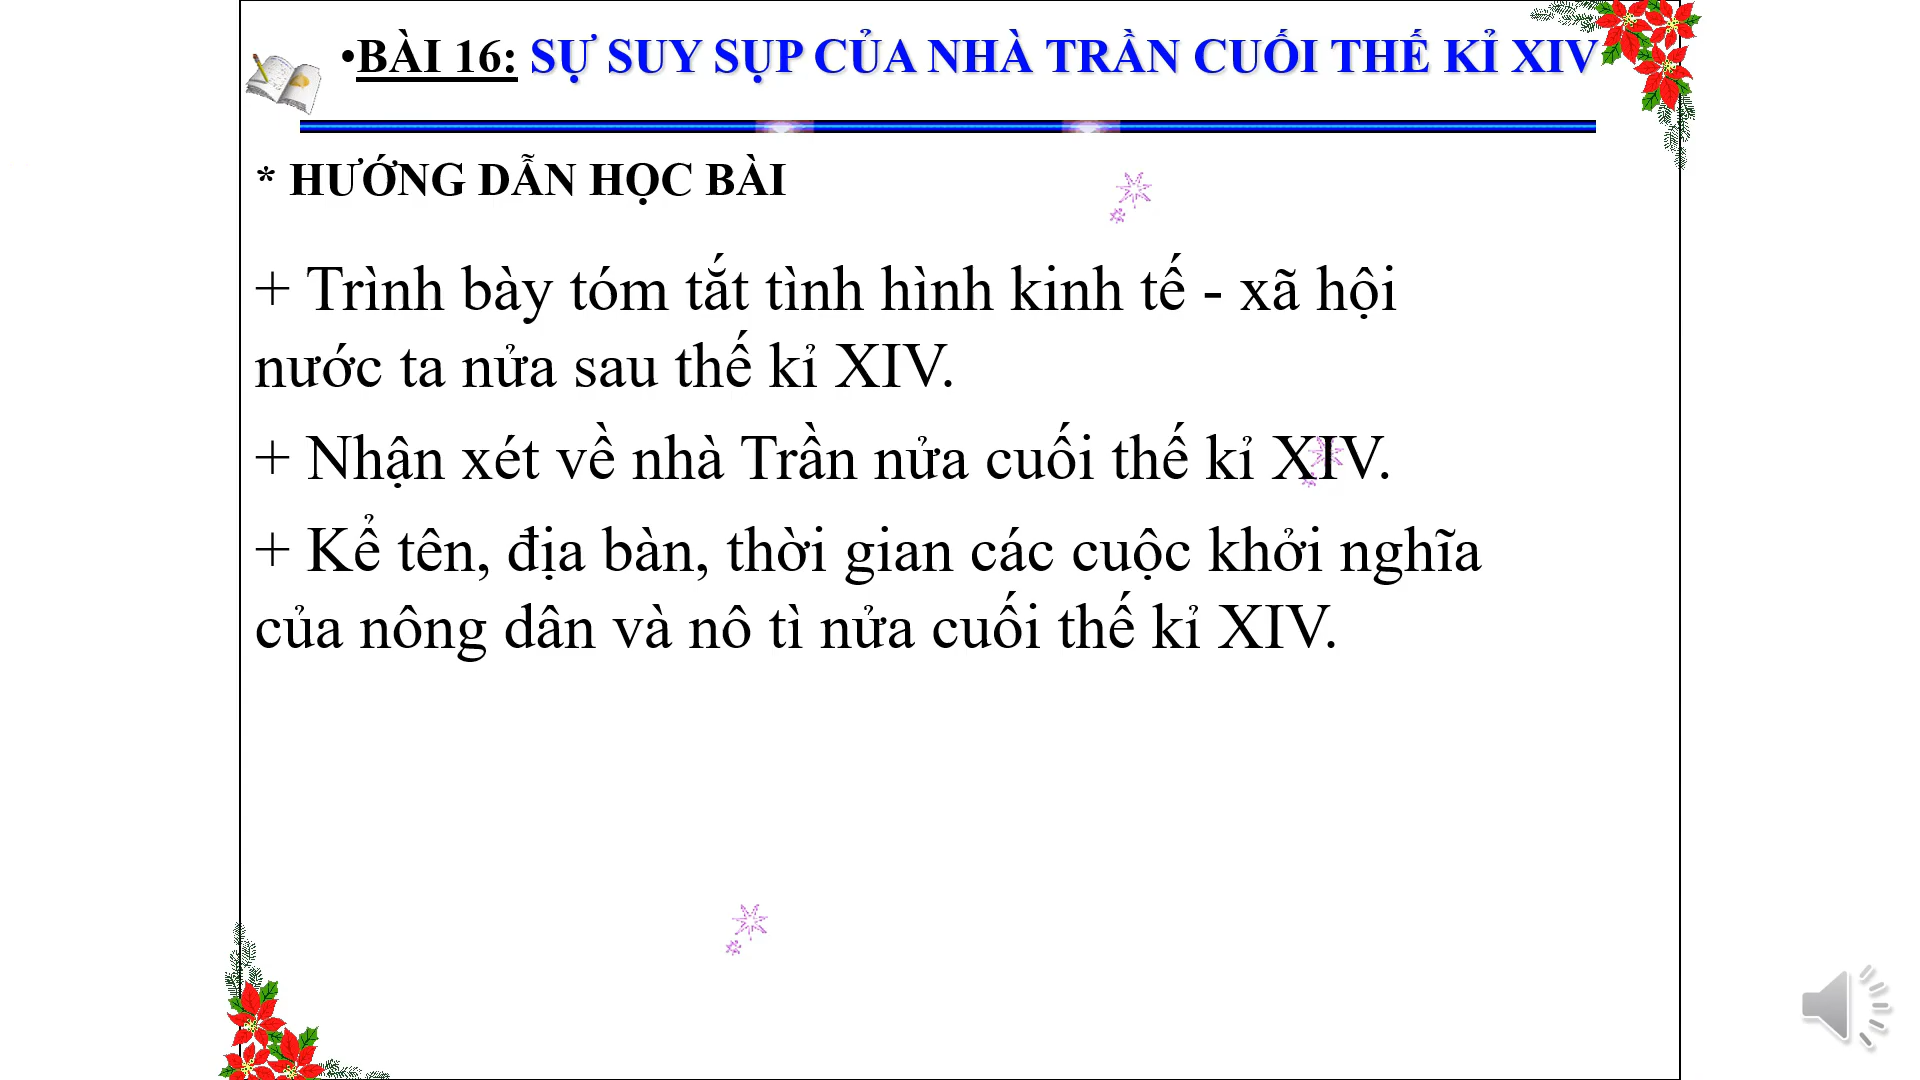 •BÀI 16: SỰ SUY SỤP CỦA NHÀ TRẦN CUỐI THẾ KỈ XIV
* HƯỚNG DẪN HỌC BÀI
+ Trình bày tóm tắt tình hình kinh tế - xã hội
nước ta nửa sau thế kỉ XIV.
+ Nhận xét về nhà Trần nửa cuối thế kỉ XIV.
+ Kể tên, địa bàn, thời gian các cuộc khởi nghĩa
của nông dân và nô tì nửa cuối thế kỉ XIV.